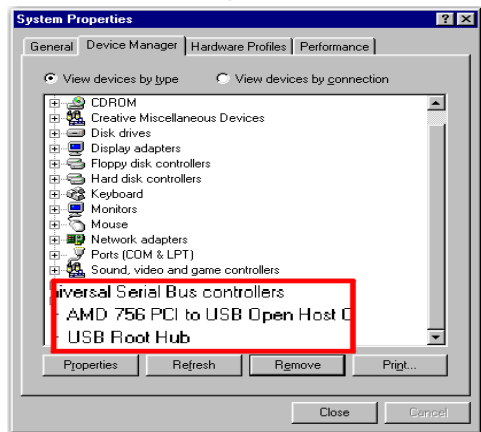 System Properties
General Device Manager Hardware Profiles Performance
View devices by type View devices by connection
CDROM
Creative Miscellaneous Devices
Disk drives
Display adapters
Floppy disk controllers
Hard disk controllers
Keyboard
Monitors
Mouse
Network adapters
Ports (COM & LPT)
Sound, video and game controllers
iversal Serial Bus controllers
AMD 756 PCI to USB Open Host C
USB Root Hub
Properties Refresh Remove Print...
Close Cancel